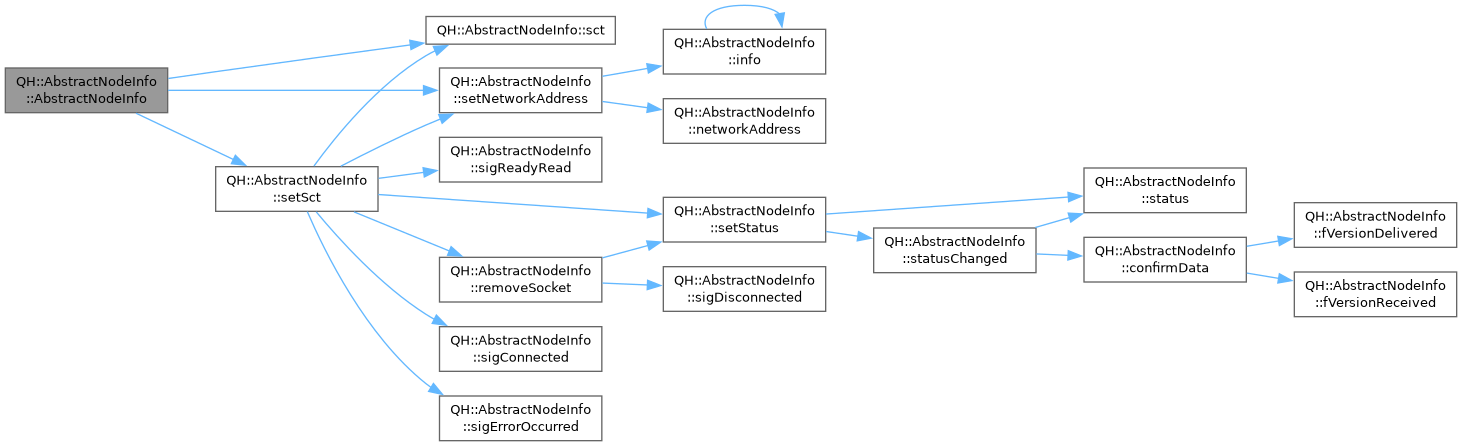 QH::AbstractNodeInfo
::AbstractNodeInfo
QH::AbstractNodeInfo::sct
QH::AbstractNodeInfo
::setNetworkAddress
QH::AbstractNodeInfo
::info
QH::AbstractNodeInfo
::networkAddress
QH::AbstractNodeInfo
::setSct
QH::AbstractNodeInfo
::sigReadyRead
QH::AbstractNodeInfo
::setStatus
QH::AbstractNodeInfo
::status
QH::AbstractNodeInfo
::statusChanged
QH::AbstractNodeInfo
::confirmData
QH::AbstractNodeInfo
::fVersionDelivered
QH::AbstractNodeInfo
::fVersionReceived
QH::AbstractNodeInfo
::removeSocket
QH::AbstractNodeInfo
::sigDisconnected
QH::AbstractNodeInfo
::sigConnected
QH::AbstractNodeInfo
::sigErrorOccurred